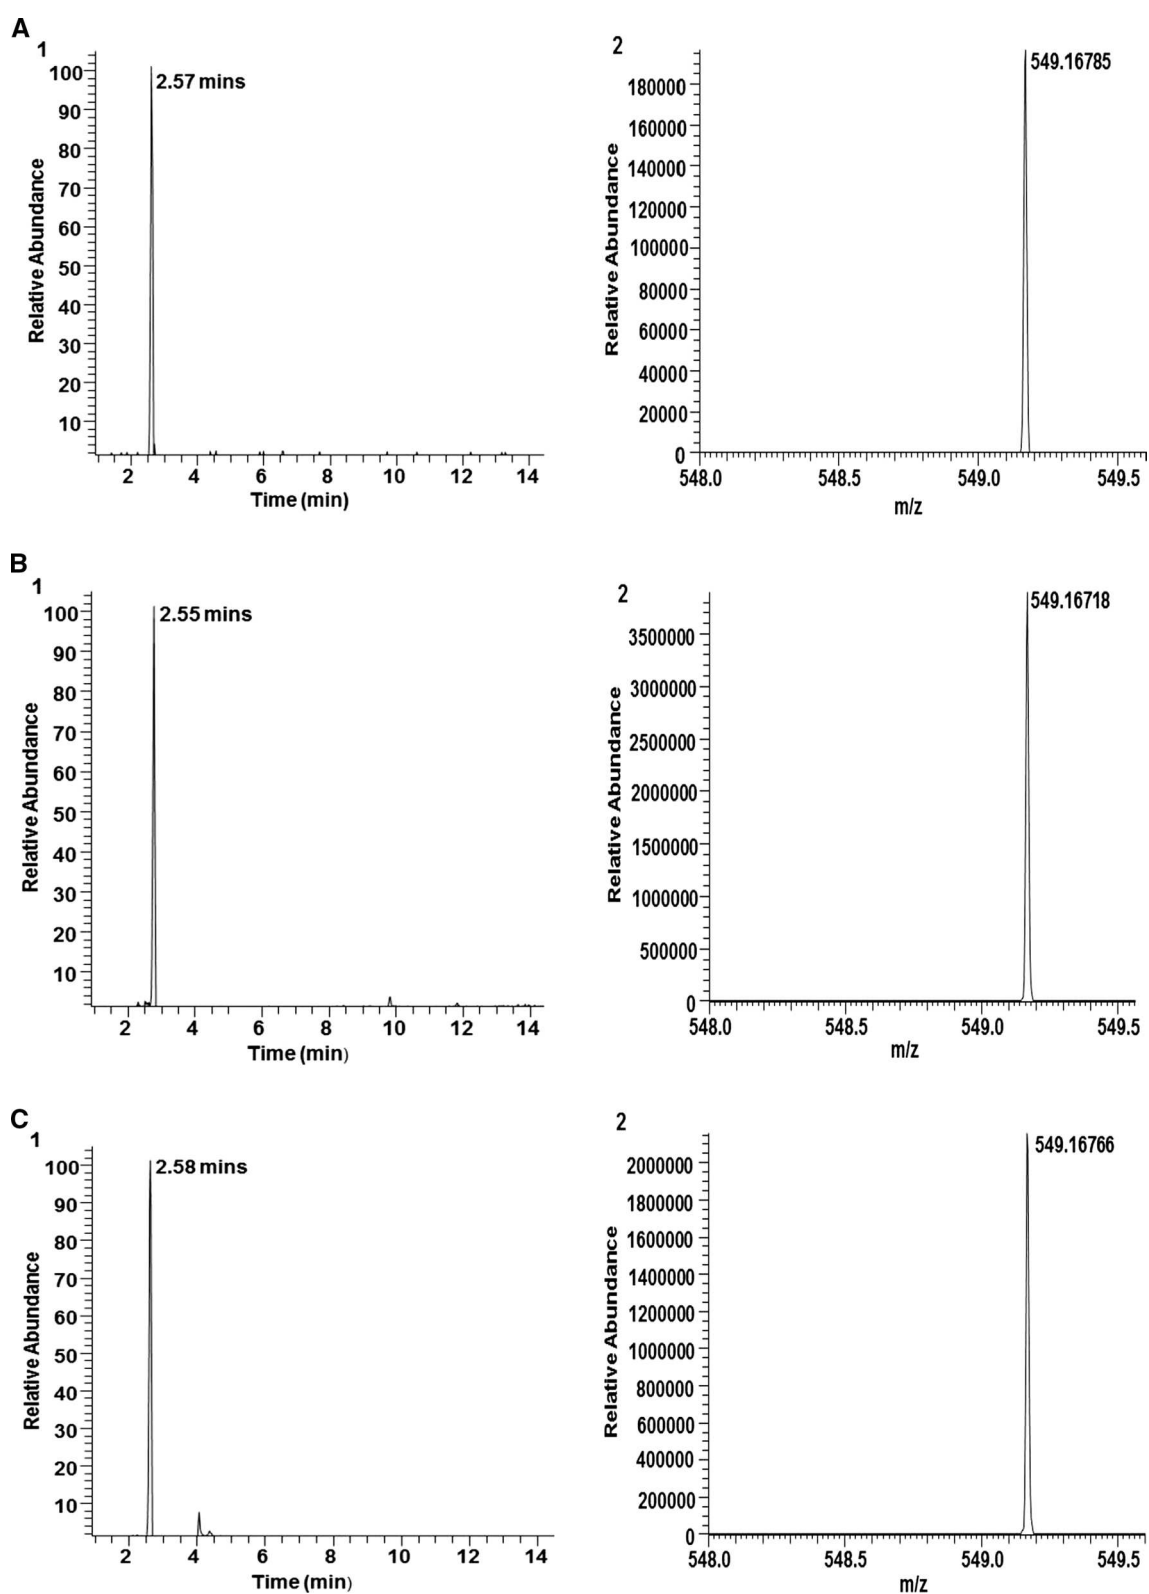 A
1
2.57 mins
100
90
80
70
60
50
40
30
20
10
Relative Abundance
2 4 6 8 10 12 14
Time (min)
2
549.16785
180000
160000
140000
120000
100000
80000
60000
40000
20000
0
Relative Abundance
548.0 548.5 549.0 549.5
m/z
B
1
2.55 mins
100
90
80
70
60
50
40
30
20
10
Relative Abundance
2 4 6 8 10 12 14
Time (min)
2
549.16718
3500000
3000000
2500000
2000000
1500000
1000000
500000
0
Relative Abundance
548.0 548.5 549.0 549.5
m/z
C
1
2.58 mins
100
90
80
70
60
50
40
30
20
10
Relative Abundance
2 4 6 8 10 12 14
Time (min)
2
549.16766
2000000
1800000
1600000
1400000
1200000
1000000
800000
600000
400000
200000
0
Relative Abundance
548.0 548.5 549.0 549.5
m/z